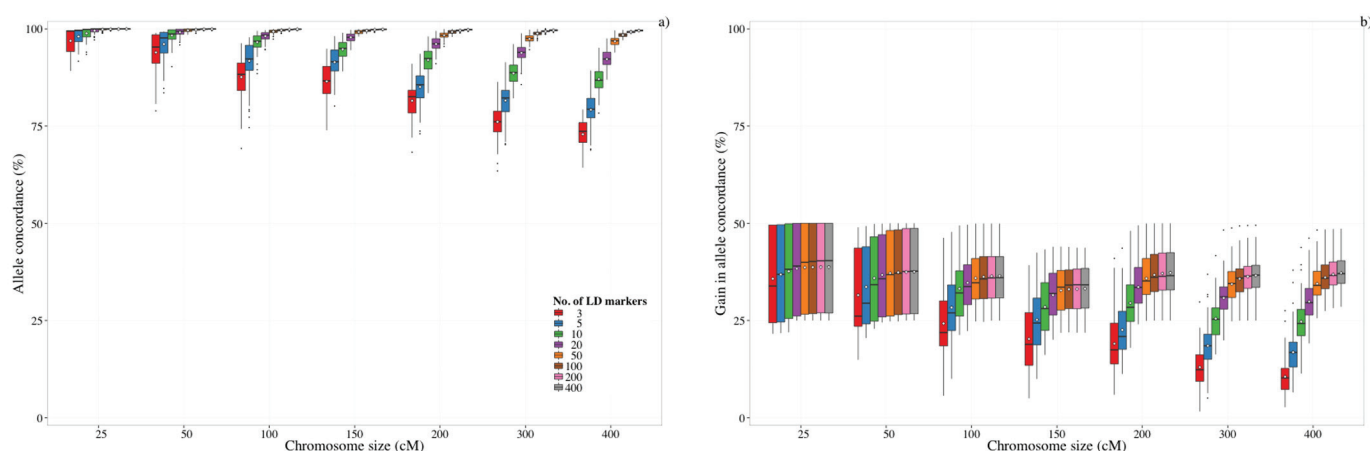 a)
100
75
50
25
0
Allele concordance (%)
No. of LD markers
3
5
10
20
50
100
200
400
25 50 100 150 200 300 400
Chromosome size (cM)
b)
100
75
50
25
0
Gain in allele concordance (%)
25 50 100 150 200 300 400
Chromosome size (cM)